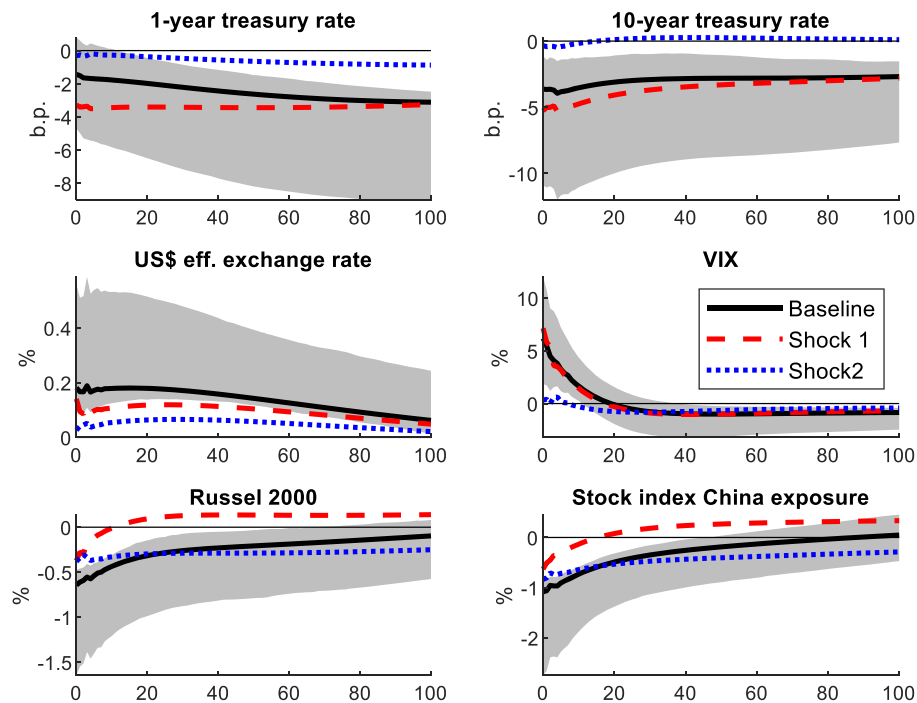 1-year treasury rate
0
-2
-4
-6
-8
b.p.
0 20 40 60 80 100
10-year treasury rate
0
-5
-10
b.p.
0 20 40 60 80 100
US$ eff. exchange rate
0.4
0.2
0
%
0 20 40 60 80 100
VIX
10
5
0
%
0 20 40 60 80 100
Baseline
Shock 1
Shock2
Russel 2000
0
-0.5
-1
-1.5
%
0 20 40 60 80 100
Stock index China exposure
0
-1
-2
%
0 20 40 60 80 100